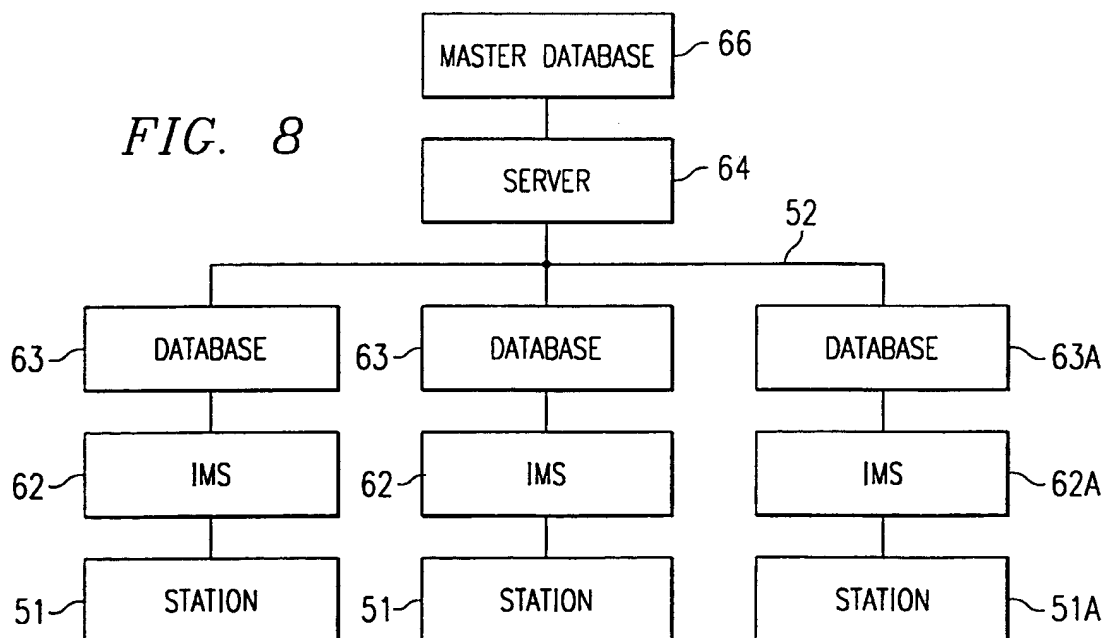 MASTER DATABASE 66
FIG. 8
SERVER 64
52
63 DATABASE 63 DATABASE DATABASE 63A
62 IMS 62 IMS IMS 62A
51 STATION 51 STATION STATION 51A